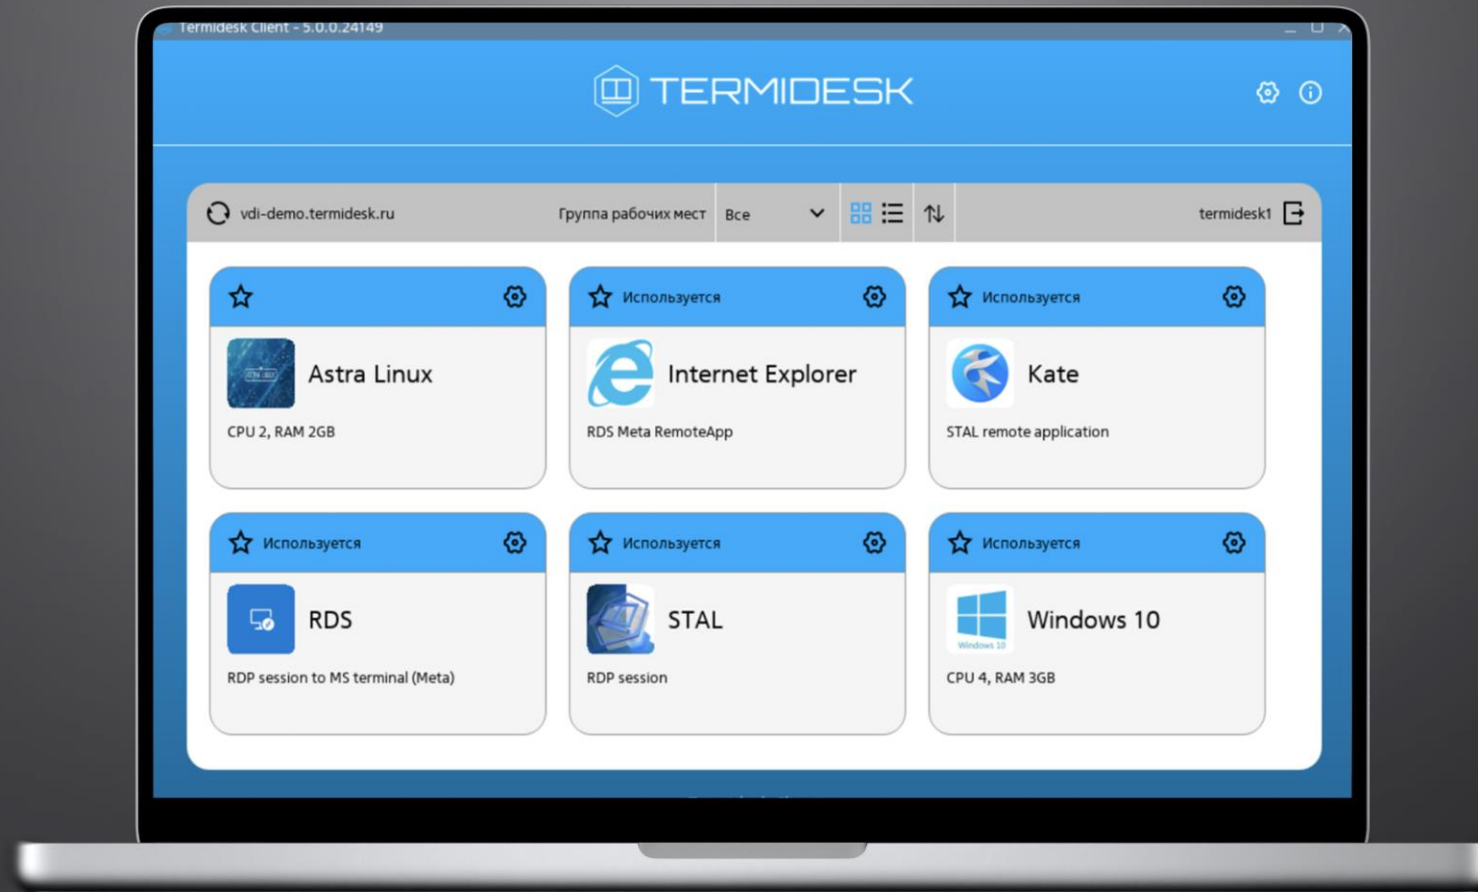 Termidesk Client - 5.0.0.24149
TERMIDESK
vdi-demo.termidesk.ru
Группа рабочих мест
Все
termidesk1
Astra Linux
CPU 2, RAM 2GB
Используется
Internet Explorer
RDS Meta RemoteApp
Используется
Kate
STAL remote application
Используется
RDS
RDP session to MS terminal (Meta)
Используется
STAL
RDP session
Используется
Windows 10
Windows 10
CPU 4, RAM 3GB